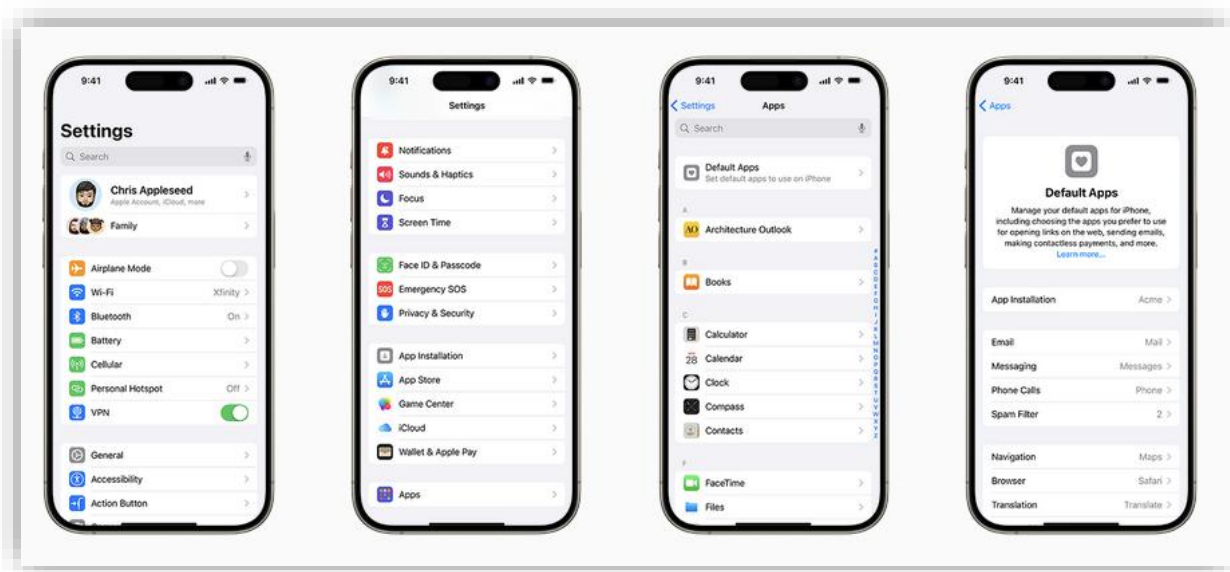 9:41
Settings
Search
Chris Appleseed
Apple Account, iCloud, more
Family
Airplane Mode
Wi-Fi Xfinity
Bluetooth On
Battery
Cellular
Personal Hotspot Off
VPN
General
Accessibility
Action Button
9:41
Settings
Notifications
Sounds & Haptics
Focus
Screen Time
Face ID & Passcode
SOS Emergency SOS
Privacy & Security
App Installation
App Store
Game Center
iCloud
Wallet & Apple Pay
Apps
9:41
Settings Apps
Search
Default Apps
Set default apps to use on iPhone
A
AO Architecture Outlook
B
Books
C
Calculator
28 Calendar
Clock
Compass
Contacts
F
FaceTime
Files
#
A
B
C
D
E
F
G
H
I
J
K
L
M
N
O
P
Q
R
S
T
U
V
W
X
Y
Z
9:41
Apps
Default Apps
Manage your default apps for iPhone,
including choosing the apps you prefer to use
for opening links on the web, sending emails,
making contactless payments, and more.
Learn more...
App Installation Acme
Email Mail
Messaging Messages
Phone Calls Phone
Spam Filter 2
Navigation Maps
Browser Safari
Translation Translate